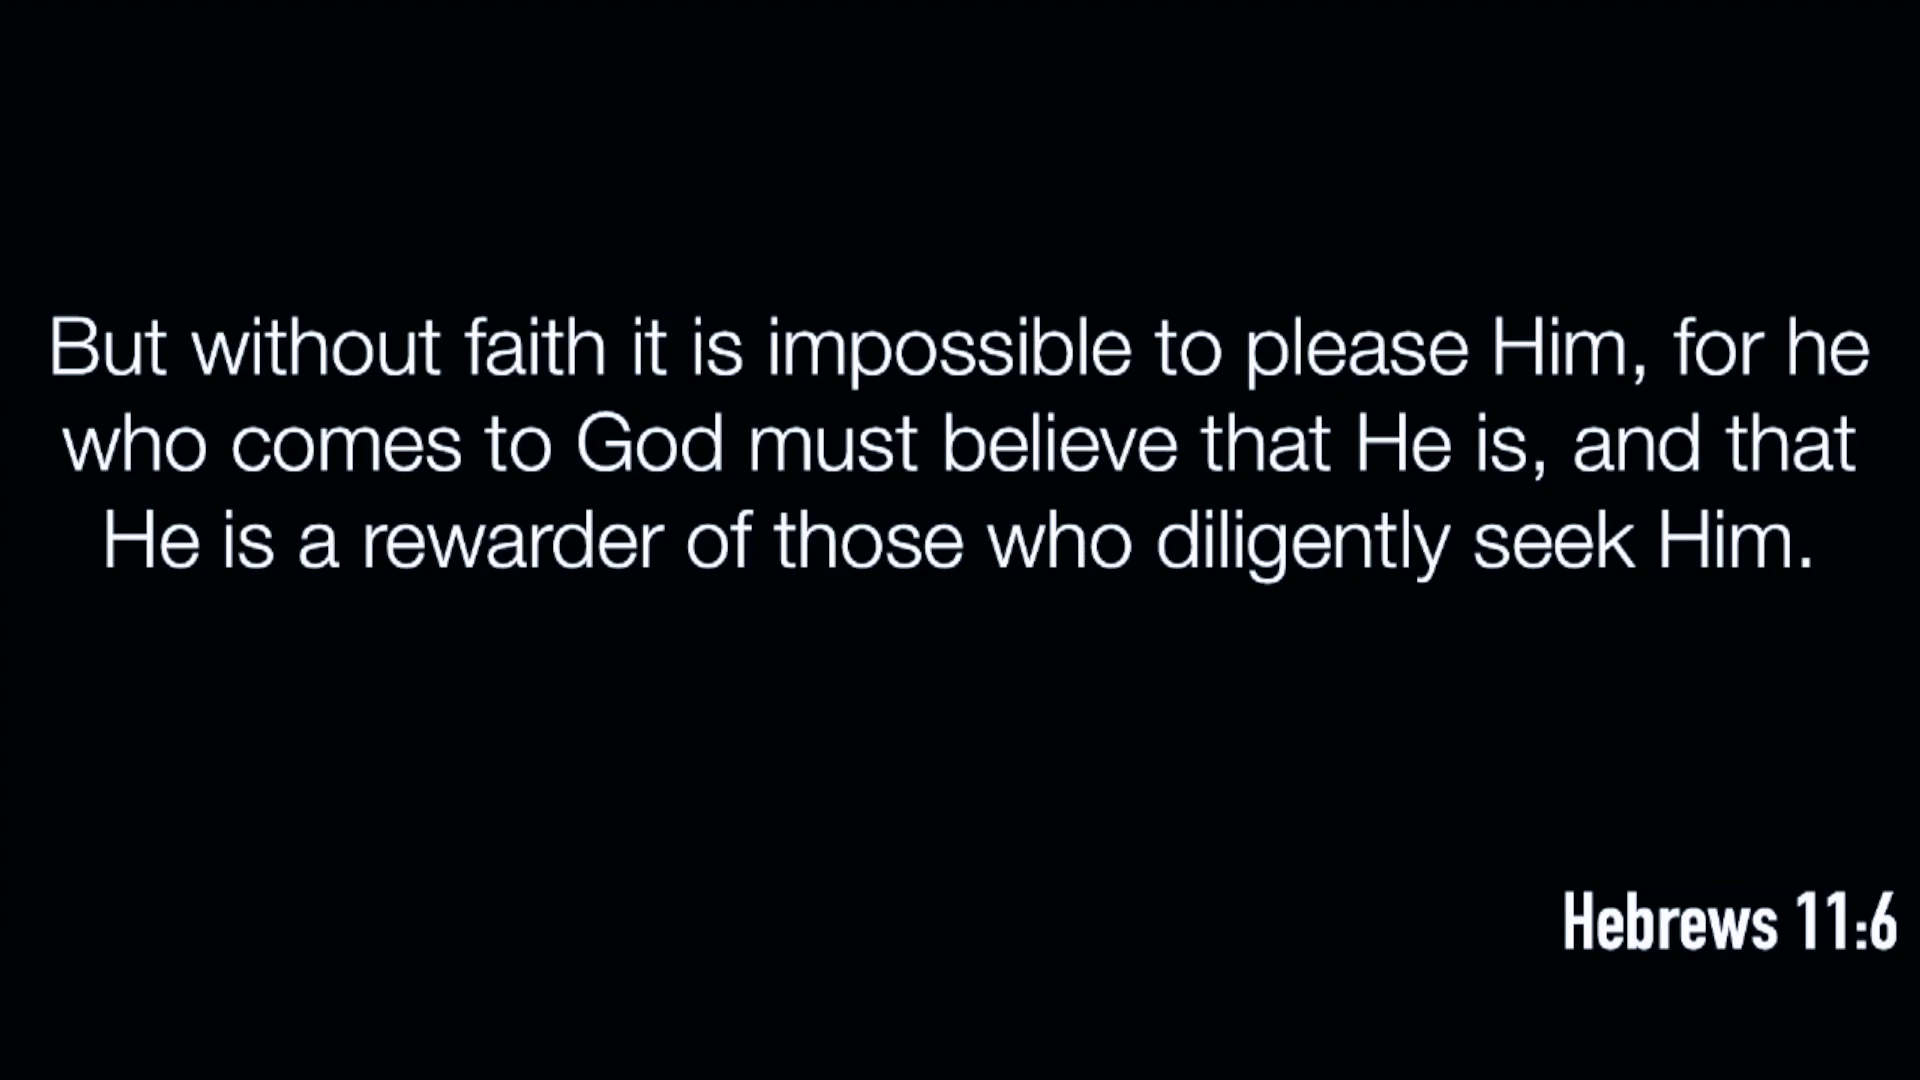 But without faith it is impossible to please Him, for he
who comes to God must believe that He is, and that
He is a rewarder of those who diligently seek Him.
Hebrews 11:6